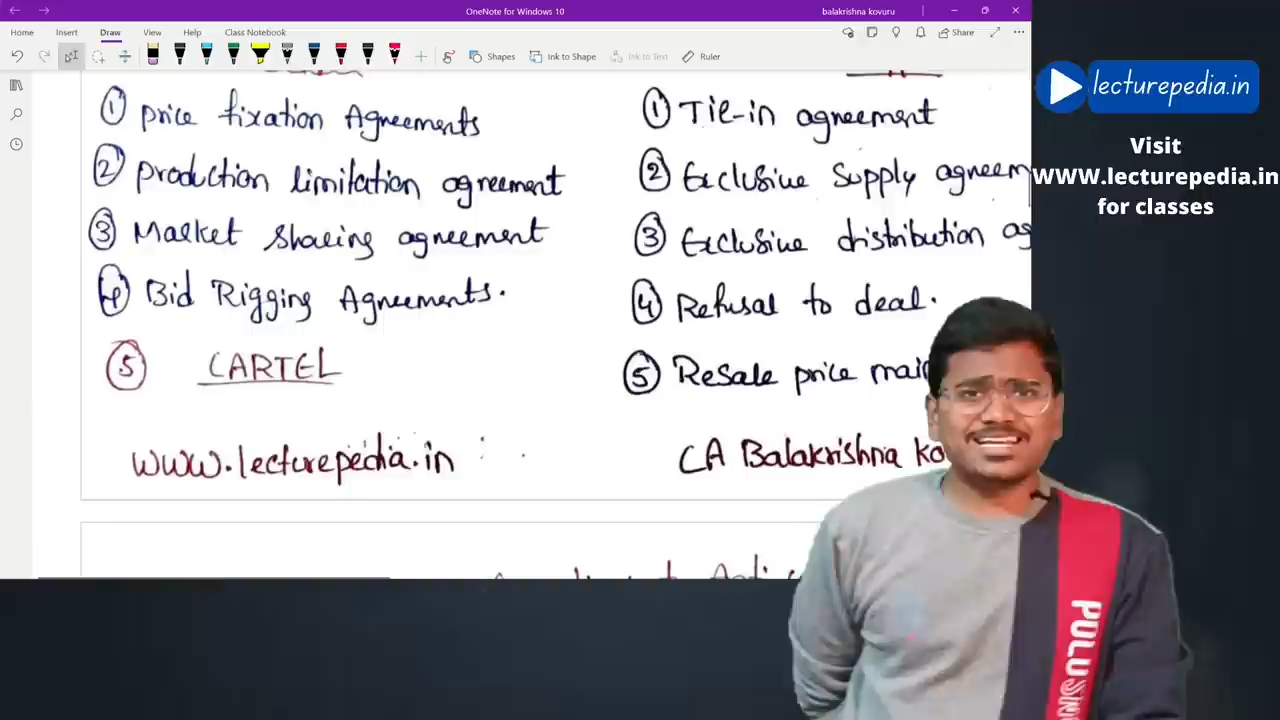 OneNote for Windows 10
balakrishna kovuru
Home Insert Draw View Help Class Notebook
Share
Shapes Ink to Shape Ink to Text Ruler
① Price fixation Agreements
② Production limitation agreement
③ Market sharing agreement
④ Bid Rigging Agreements.
⑤ CARTEL
www.lecturepedia.in
① Tie-in agreement
② Exclusive Supply agreem
③ Exclusive distribution ag
④ Refusal to deal.
⑤ Resale price main
CA Balakrishna ko
lecturepedia.in
Visit
WWW.lecturepedia.in
for classes
POLU